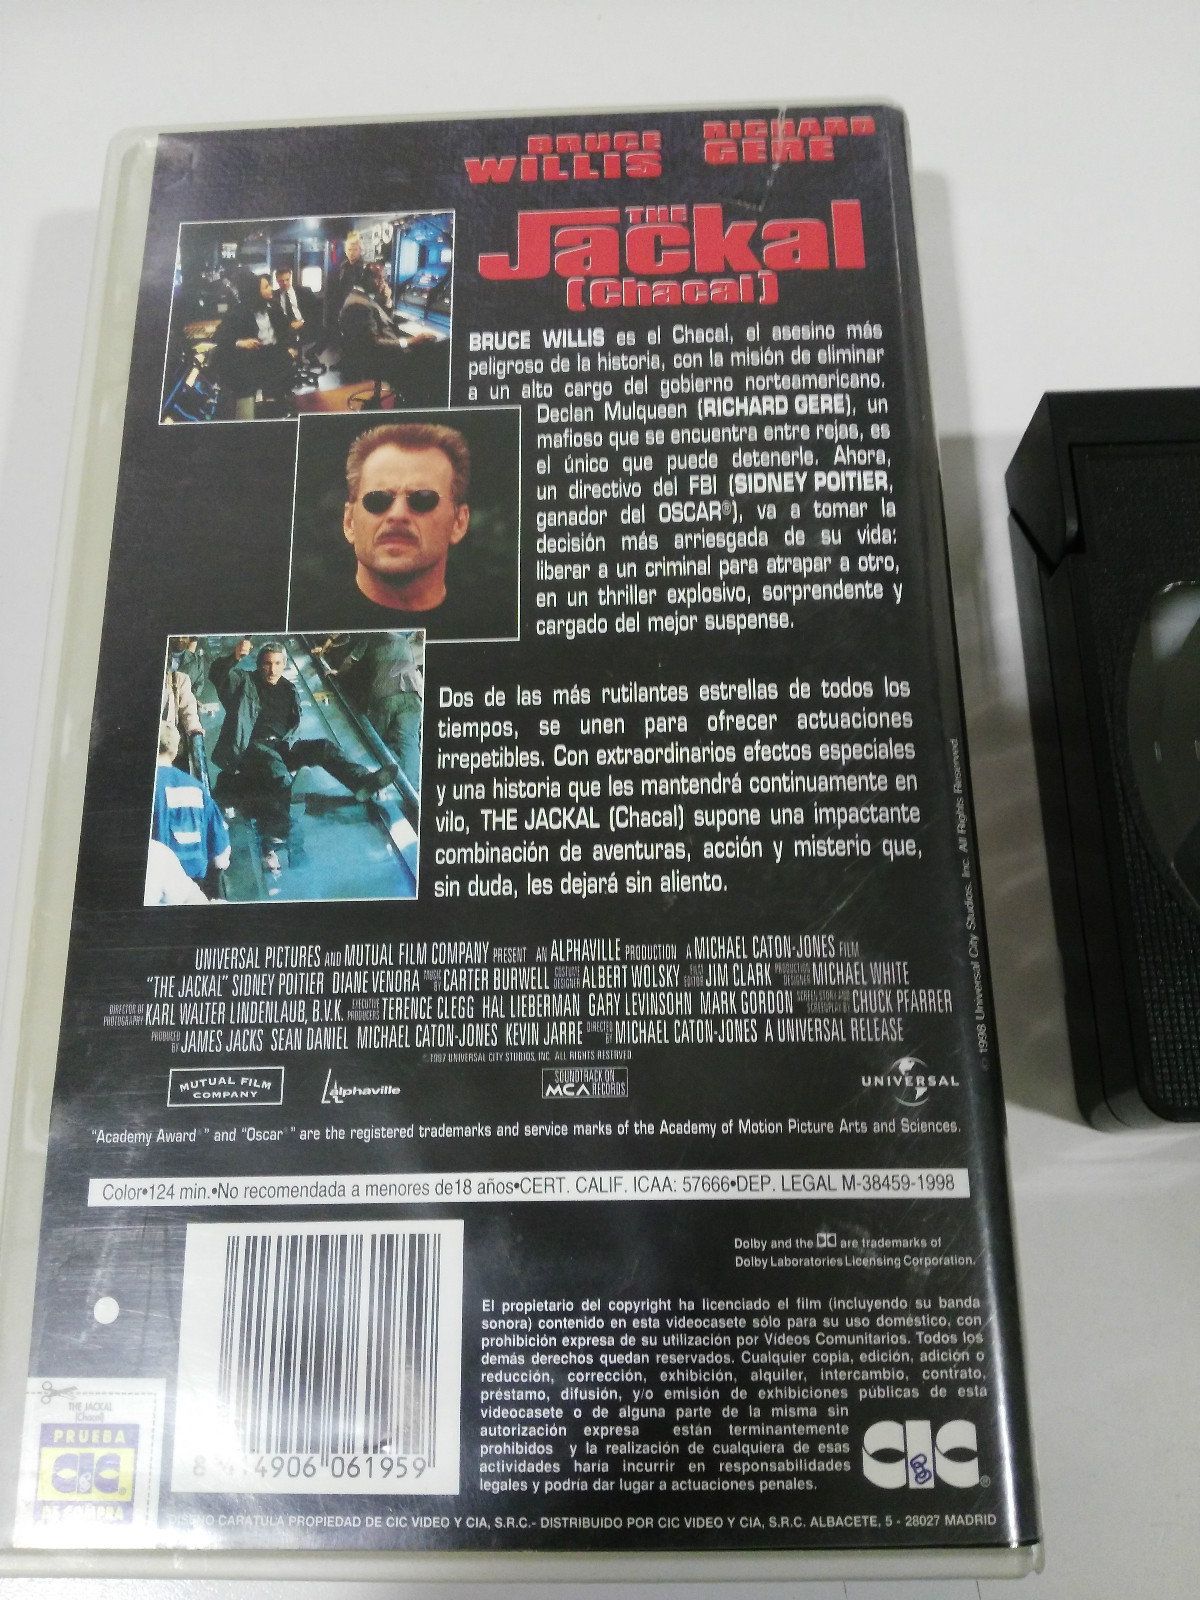 BRUCE WILLIS
RICHARD GERE
THE
Jackal
(Chacal)
BRUCE WILLIS es el Chacal, el asesino más
peligroso de la historia, con la misión de eliminar
a un alto cargo del gobierno norteamericano.
Declan Mulqueen (RICHARD GERE), un
mafioso que se encuentra entre rejas, es
el único que puede detenerle. Ahora,
un directivo del FBI (SIDNEY POITIER,
ganador del OSCAR®), va a tomar la
decisión más arriesgada de su vida:
liberar a un criminal para atrapar a otro,
en un thriller explosivo, sorprendente y
cargado del mejor suspense.
Dos de las más rutilantes estrellas de todos los
tiempos, se unen para ofrecer actuaciones
irrepetibles. Con extraordinarios efectos especiales
y una historia que les mantendrá continuamente en
vilo, THE JACKAL (Chacal) supone una impactante
combinación de aventuras, acción y misterio que,
sin duda, les dejará sin aliento.
UNIVERSAL PICTURES AND MUTUAL FILM COMPANY PRESENT AN ALPHAVILLE PRODUCTION A MICHAEL CATON-JONES FILM
"THE JACKAL" SIDNEY POITIER DIANE VENORA MUSIC BY CARTER BURWELL COSTUME DESIGNER ALBERT WOLSKY FILM EDITOR JIM CLARK PRODUCTION DESIGNER MICHAEL WHITE
DIRECTOR OF PHOTOGRAPHY KARL WALTER LINDENLAUB, B.V.K. EXECUTIVE PRODUCERS TERENCE CLEGG HAL LIEBERMAN GARY LEVINSOHN MARK GORDON SCREEN STORY AND SCREENPLAY BY CHUCK PFARRER
PRODUCED BY JAMES JACKS SEAN DANIEL MICHAEL CATON-JONES KEVIN JARRE DIRECTED BY MICHAEL CATON-JONES A UNIVERSAL RELEASE
©1997 UNIVERSAL CITY STUDIOS, INC. ALL RIGHTS RESERVED
MUTUAL FILM COMPANY
alphaville
SOUNDTRACK ON MCA RECORDS
UNIVERSAL
"Academy Award®" and "Oscar®" are the registered trademarks and service marks of the Academy of Motion Picture Arts and Sciences.
Color•124 min.•No recomendada a menores de18 años•CERT. CALIF. ICAA: 57666•DEP. LEGAL M-38459-1998
Dolby and the DD are trademarks of
Dolby Laboratories Licensing Corporation.
El propietario del copyright ha licenciado el film (incluyendo su banda
sonora) contenido en esta videocasete sólo para su uso doméstico, con
prohibición expresa de su utilización por Vídeos Comunitarios. Todos los
demás derechos quedan reservados. Cualquier copia, edición, adición o
reducción, corrección, exhibición, alquiler, intercambio, contrato,
préstamo, difusión, y/o emisión de exhibiciones públicas de esta
videocasete o de alguna parte de la misma sin
autorización expresa están terminantemente
prohibidos y la realización de cualquiera de esas
actividades haría incurrir en responsabilidades
legales y podría dar lugar a actuaciones penales.
CIC
THE JACKAL
(Chacal)
PRUEBA
CIC
DE COMPRA
8 414906 061959
DISEÑO CARATULA PROPIEDAD DE CIC VIDEO Y CIA, S.R.C.- DISTRIBUIDO POR CIC VIDEO Y CIA, S.R.C. ALBACETE, 5 - 28027 MADRID
© 1998 Universal City Studios, Inc. All Rights Reserved